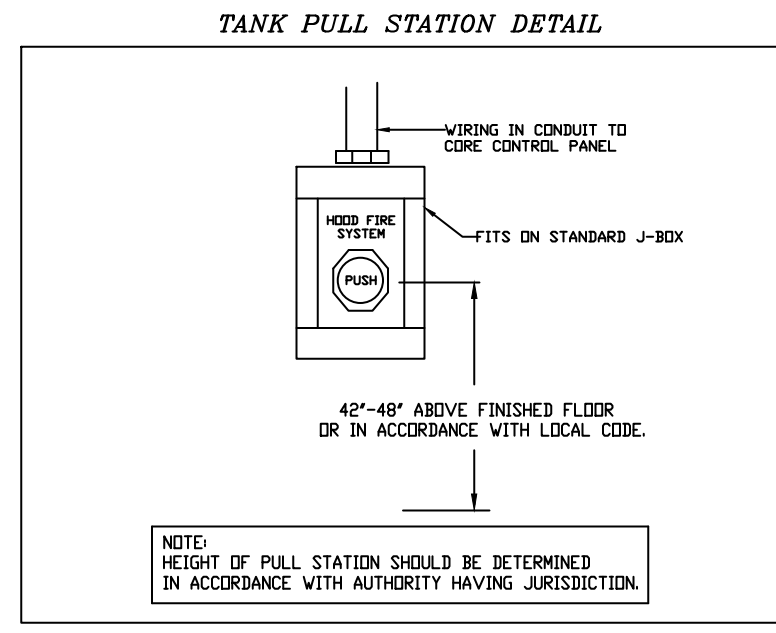 TANK PULL STATION DETAIL
WIRING IN CONDUIT TO
CORE CONTROL PANEL
HOOD FIRE
SYSTEM
FITS ON STANDARD J-BOX
PUSH
42"-48" ABOVE FINISHED FLOOR
OR IN ACCORDANCE WITH LOCAL CODE.
NOTE:
HEIGHT OF PULL STATION SHOULD BE DETERMINED
IN ACCORDANCE WITH AUTHORITY HAVING JURISDICTION.